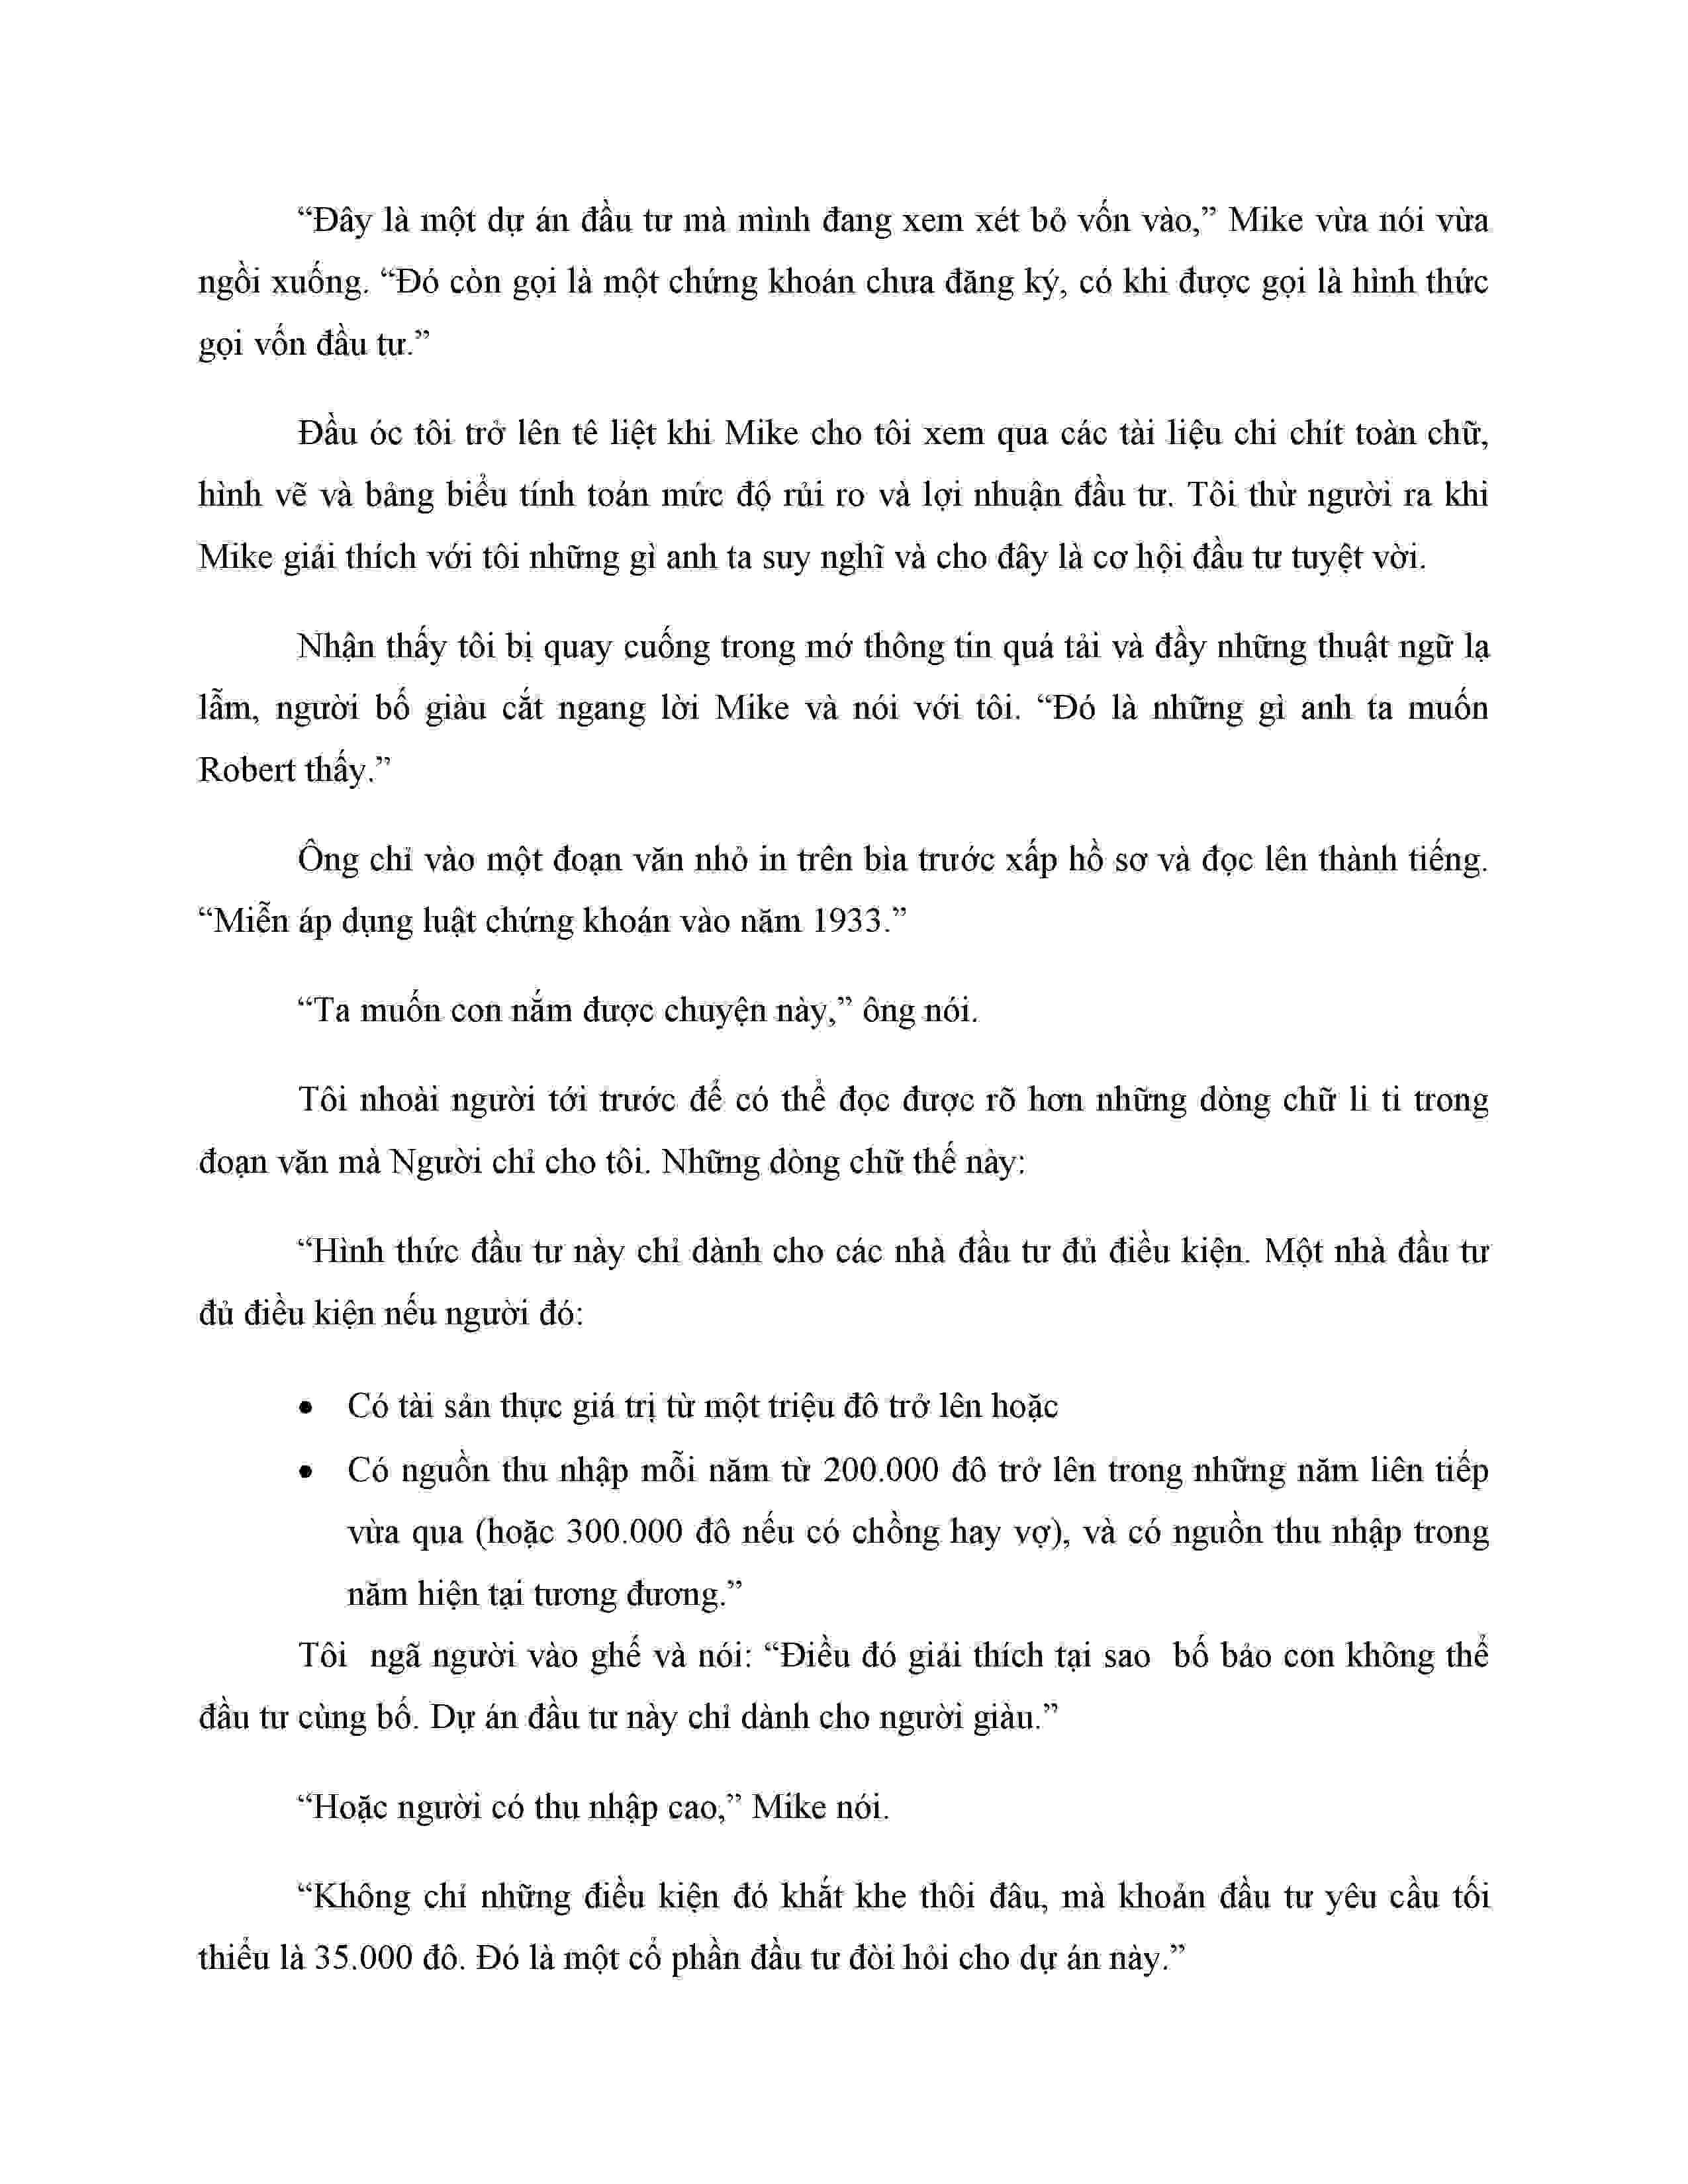 “Đây là một dự án đầu tư mà mình đang xem xét bỏ vốn vào,” Mike vừa nói vừa
ngồi xuống. “Đó còn gọi là một chứng khoán chưa đăng ký, có khi được gọi là hình thức
gọi vốn đầu tư.”
Đầu óc tôi trở lên tê liệt khi Mike cho tôi xem qua các tài liệu chi chít toàn chữ,
hình vẽ và bảng biểu tính toán mức độ rủi ro và lợi nhuận đầu tư. Tôi thừ người ra khi
Mike giải thích với tôi những gì anh ta suy nghĩ và cho đây là cơ hội đầu tư tuyệt vời.
Nhận thấy tôi bị quay cuống trong mớ thông tin quá tải và đầy những thuật ngữ lạ
lẫm, người bố giàu cắt ngang lời Mike và nói với tôi. “Đó là những gì anh ta muốn
Robert thấy.”
Ông chỉ vào một đoạn văn nhỏ in trên bìa trước xấp hồ sơ và đọc lên thành tiếng.
“Miễn áp dụng luật chứng khoán vào năm 1933.”
“Ta muốn con nắm được chuyện này,” ông nói.
Tôi nhoài người tới trước để có thể đọc được rõ hơn những dòng chữ li ti trong
đoạn văn mà Người chỉ cho tôi. Những dòng chữ thế này:
“Hình thức đầu tư này chỉ dành cho các nhà đầu tư đủ điều kiện. Một nhà đầu tư
đủ điều kiện nếu người đó:
• Có tài sản thực giá trị từ một triệu đô trở lên hoặc
• Có nguồn thu nhập mỗi năm từ 200.000 đô trở lên trong những năm liên tiếp
vừa qua (hoặc 300.000 đô nếu có chồng hay vợ), và có nguồn thu nhập trong
năm hiện tại tương đương.”
Tôi ngã người vào ghế và nói: “Điều đó giải thích tại sao bố bảo con không thể
đầu tư cùng bố. Dự án đầu tư này chỉ dành cho người giàu.”
“Hoặc người có thu nhập cao,” Mike nói.
“Không chỉ những điều kiện đó khắt khe thôi đâu, mà khoản đầu tư yêu cầu tối
thiểu là 35.000 đô. Đó là một cổ phần đầu tư đòi hỏi cho dự án này.”